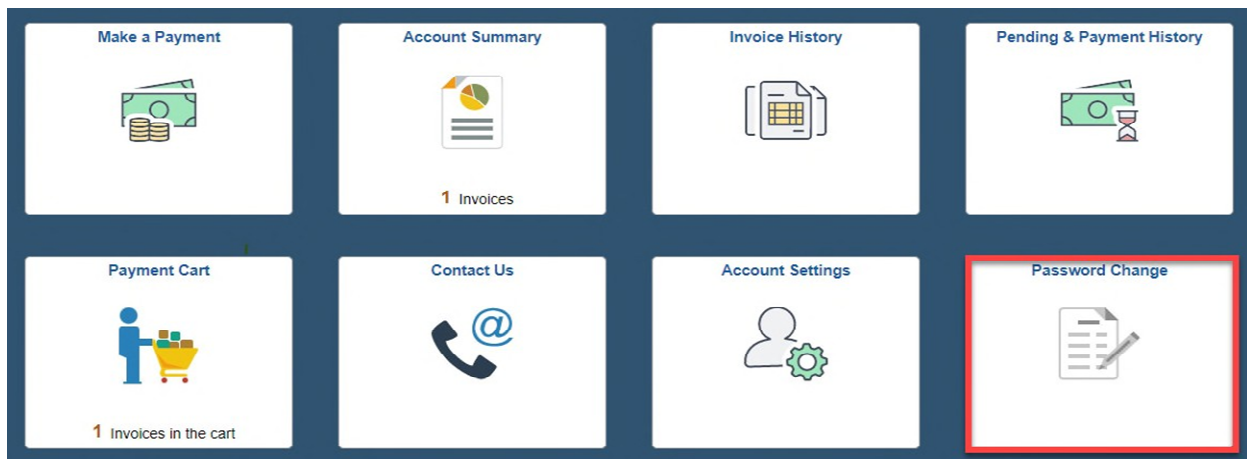 Make a Payment
Account Summary
Invoice History
Pending & Payment History
1 Invoices
Payment Cart
Contact Us
@
Account Settings
Password Change
1 Invoices in the cart